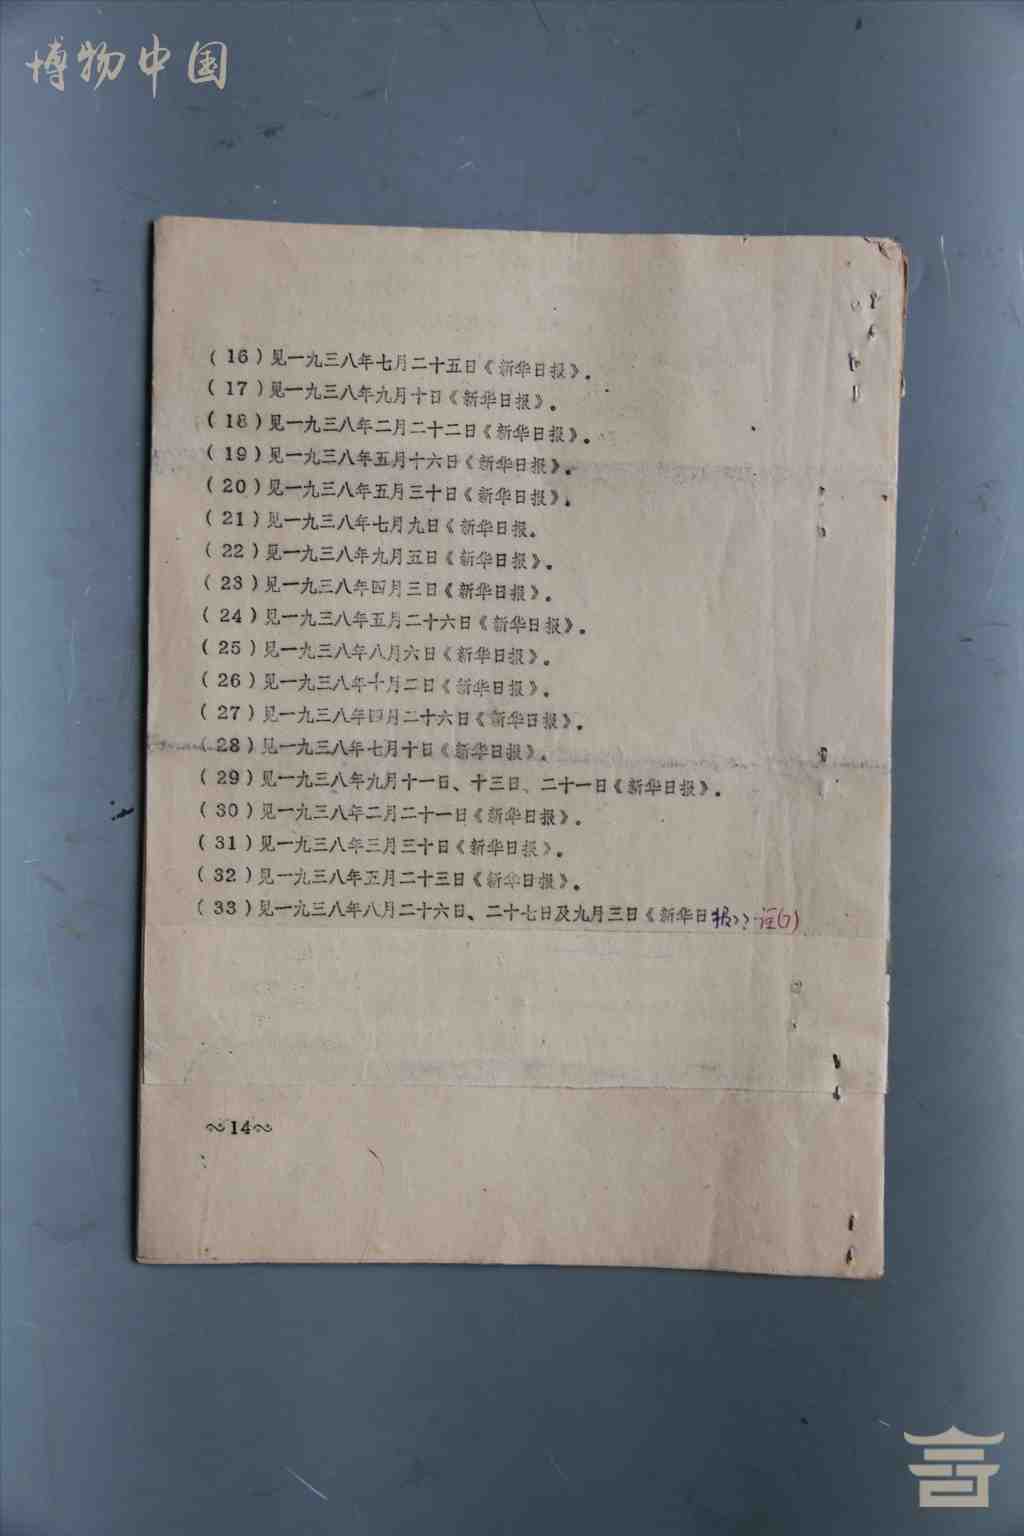 博物中国
(16)见一九三八年七月二十五日《新华日报》。
(17)见一九三八年九月十日《新华日报》。
(18)见一九三八年二月二十二日《新华日报》。
(19)见一九三八年五月十六日《新华日报》。
(20)见一九三八年五月三十日《新华日报》。
(21)见一九三八年七月九日《新华日报。
(22)见一九三八年九月五日《新华日报》。
(23)见一九三八年四月三日《新华日报》。
(24)见一九三八年五月二十六日《新华日报》。
(25)见一九三八年八月六日《新华日报》。
(26)见一九三八年十月二日《新华日报》。
(27)见一九三八年四月二十六日《新华日报》。
(28)见一九三八年七月十日《新华日报》。
(29)见一九三八年九月十一日、十三日、二十一日《新华日报》。
(30)见一九三八年二月二十一日《新华日报》。
(31)见一九三八年三月三十日《新华日报》。
(32)见一九三八年五月二十三日《新华日报》。
(33)见一九三八年八月二十六日、二十七日及九月三日《新华日报》
~14~